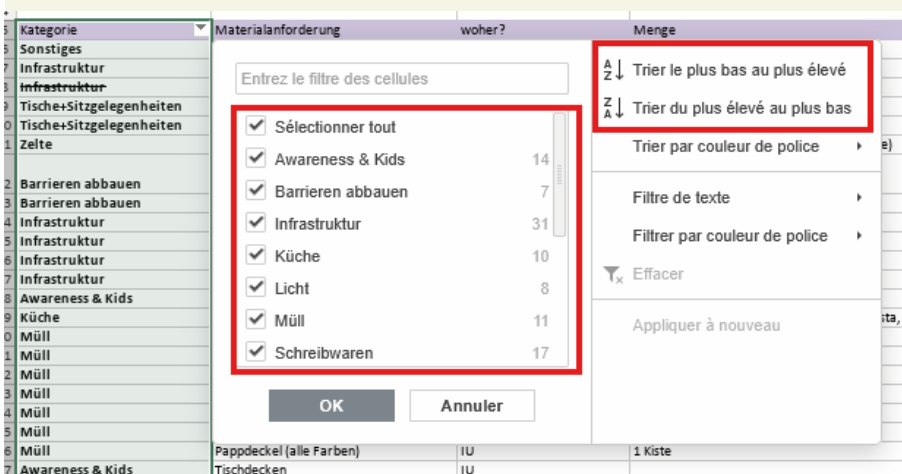 Kategorie Materialanforderung woher? Menge
Sonstiges
Infrastruktur
Infrastruktur
Tische+Sitzgelegenheiten
Tische+Sitzgelegenheiten
Zelte
Barrieren abbauen
Barrieren abbauen
Infrastruktur
Infrastruktur
Infrastruktur
Infrastruktur
Awareness & Kids
Küche
Müll
Müll
Müll
Müll
Müll
Müll
Müll Pappdeckel (alle Farben) IU 1 Kiste
Awareness & Kids Tischdecken IU
Entrez le filtre des cellules
Sélectionner tout
Awareness & Kids 14
Barrieren abbauen 7
Infrastruktur 31
Küche 10
Licht 8
Müll 11
Schreibwaren 17
OK Annuler
Trier le plus bas au plus élevé
Trier du plus élevé au plus bas
Trier par couleur de police
Filtre de texte
Filtrer par couleur de police
Effacer
Appliquer à nouveau